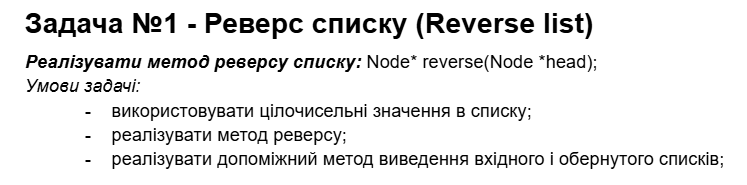 Задача №1 - Реверс списку (Reverse list)
Реалізувати метод реверсу списку: Node* reverse(Node *head);
Умови задачі:
- використовувати цілочисельні значення в списку;
- реалізувати метод реверсу;
- реалізувати допоміжний метод виведення вхідного і обернутого списків;